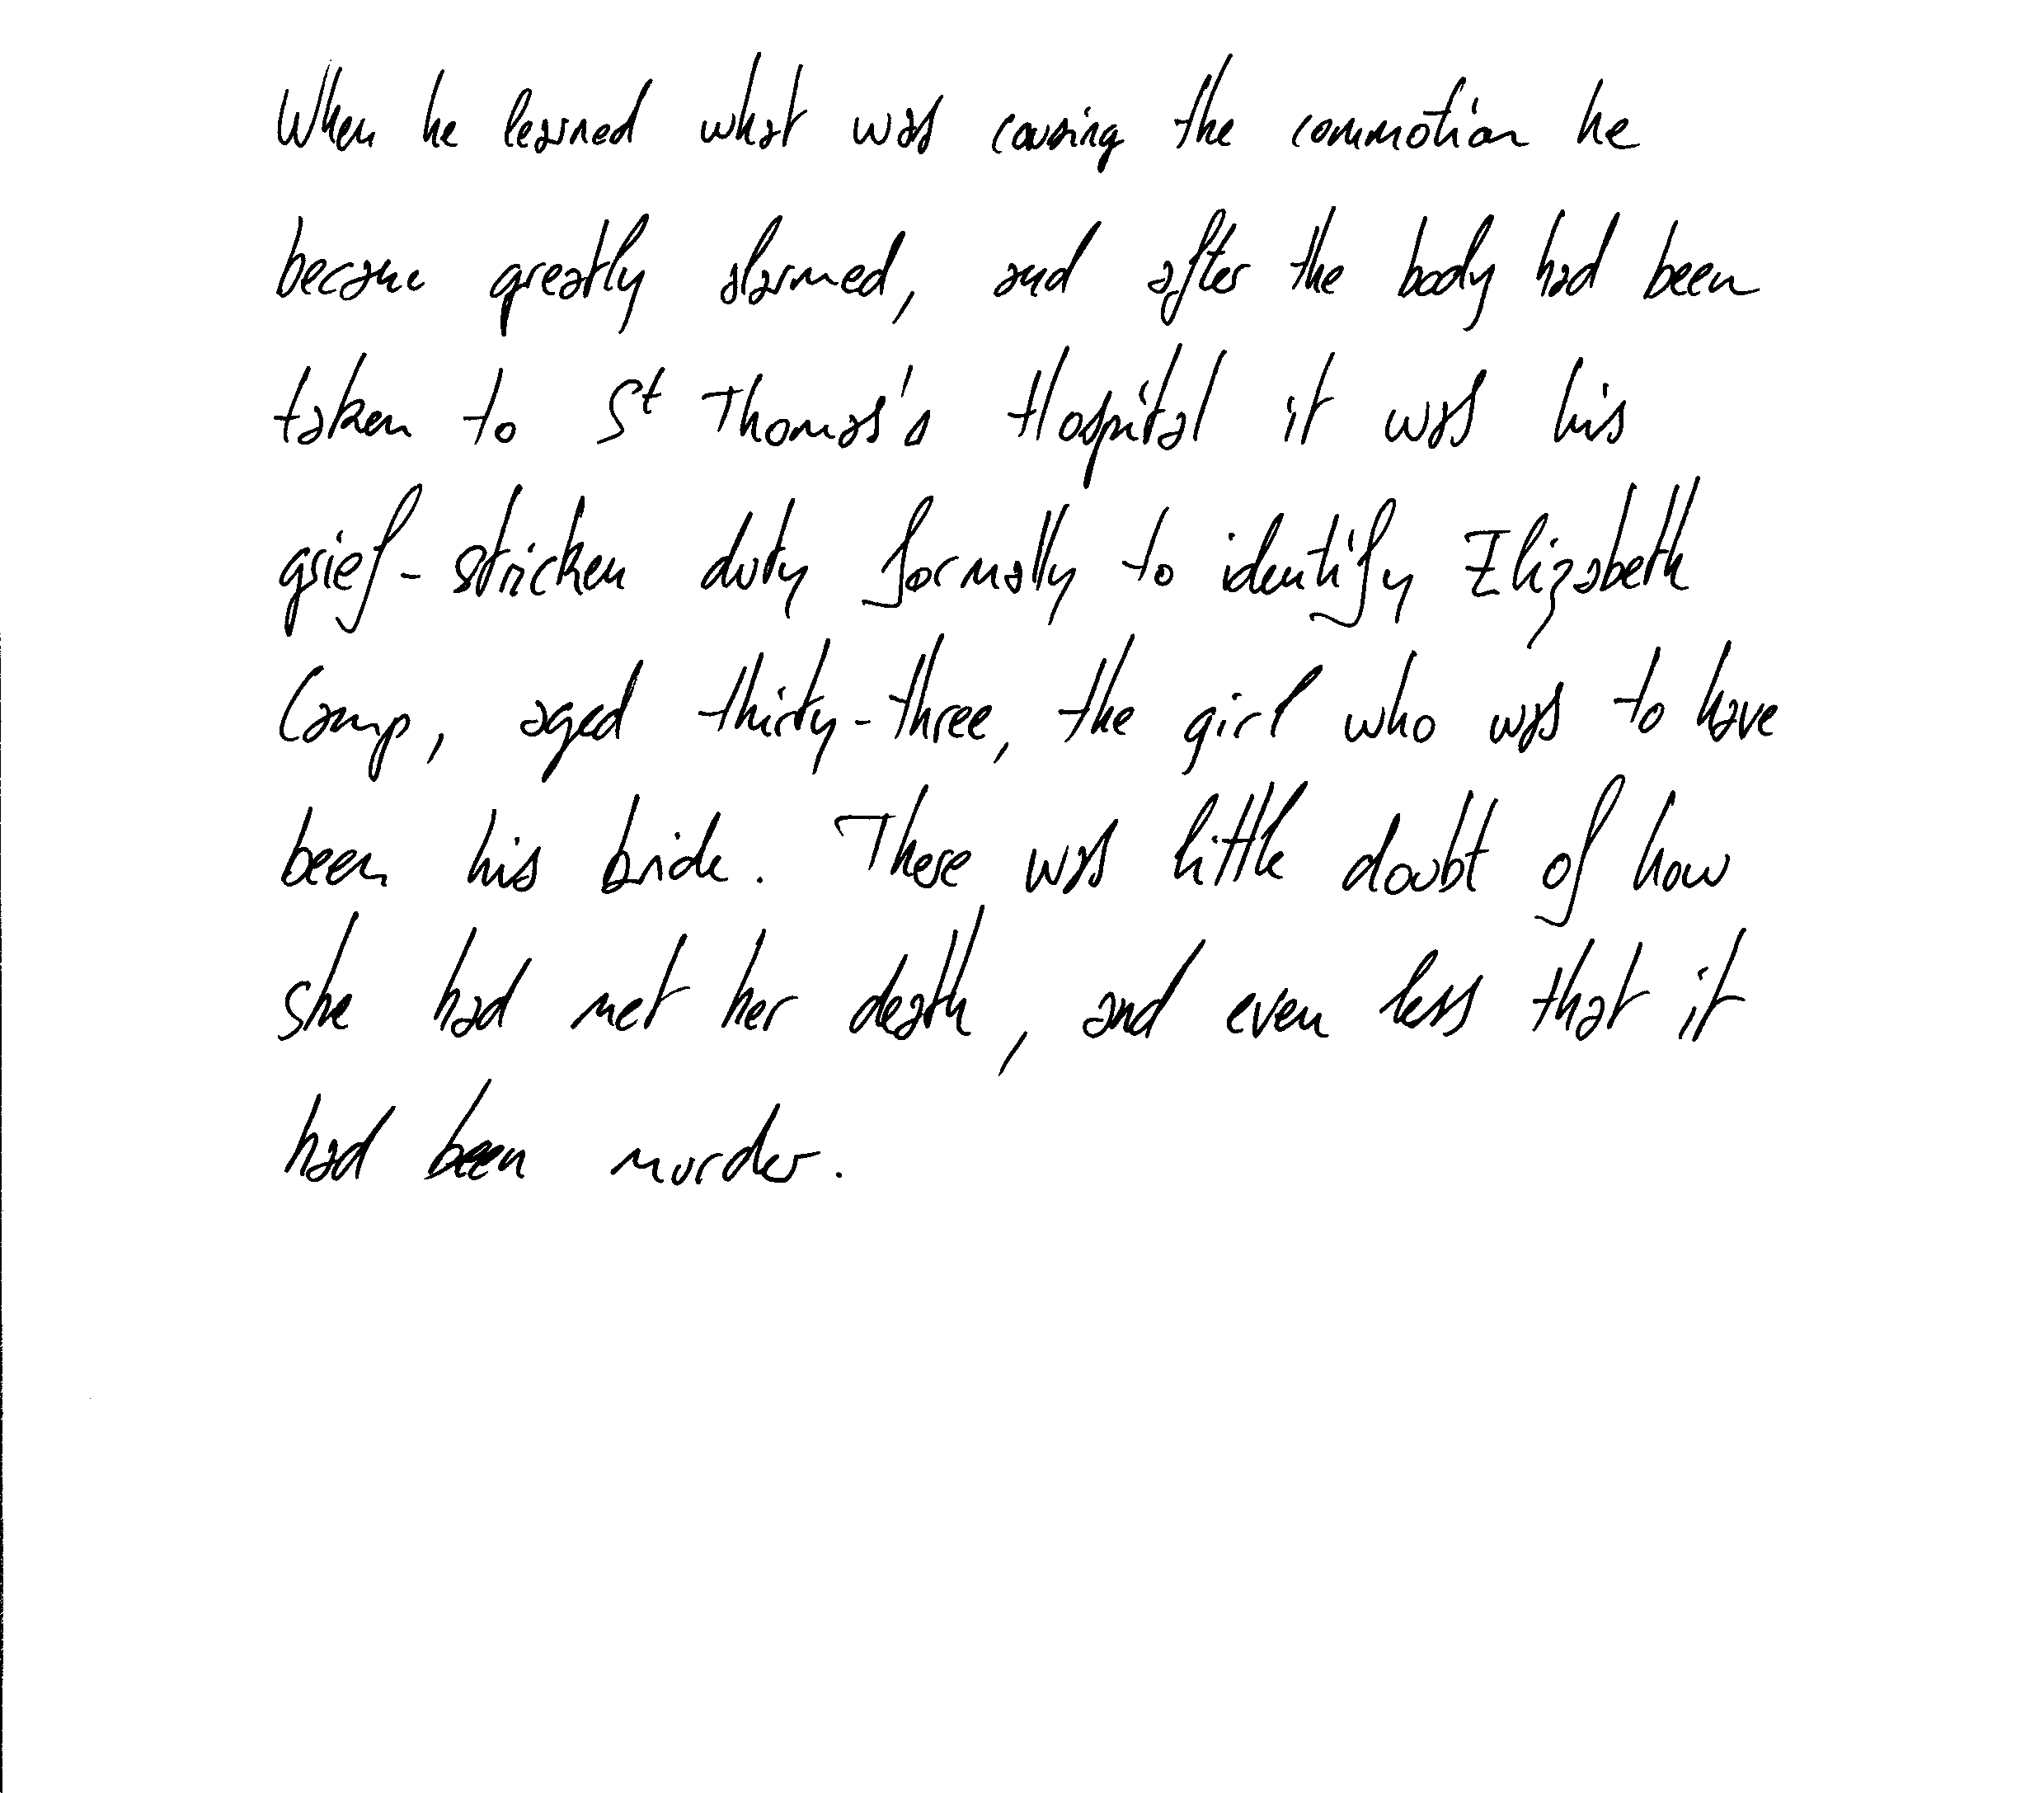 When he learned what was causing the commotion he
became greatly alarmed, and after the body had been
taken to St Thomas's Hospital it was his
grief-stricken duty formally to identify Elizabeth
Camp, aged thirty-three, the girl who was to have
been his bride. There was little doubt of how
she had met her death, and even less that it
had been murder.